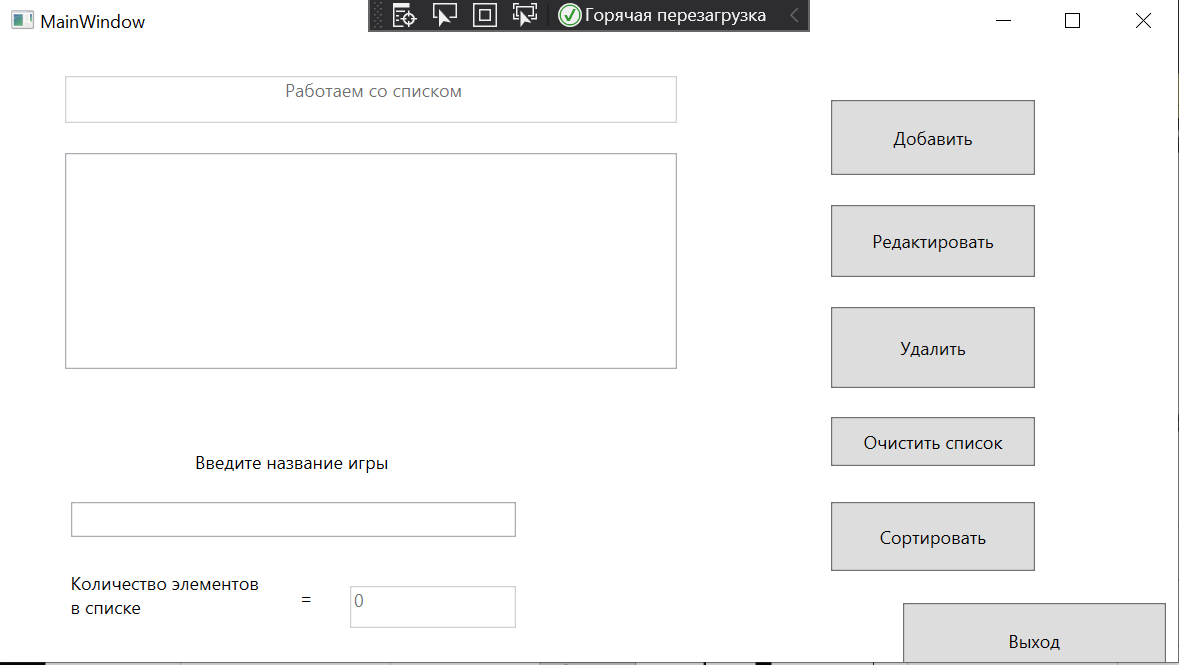 MainWindow
Горячая перезагрузка
Работаем со списком
Добавить
Редактировать
Удалить
Очистить список
Введите название игры
Сортировать
Количество элементов
в списке
=
0
Выход